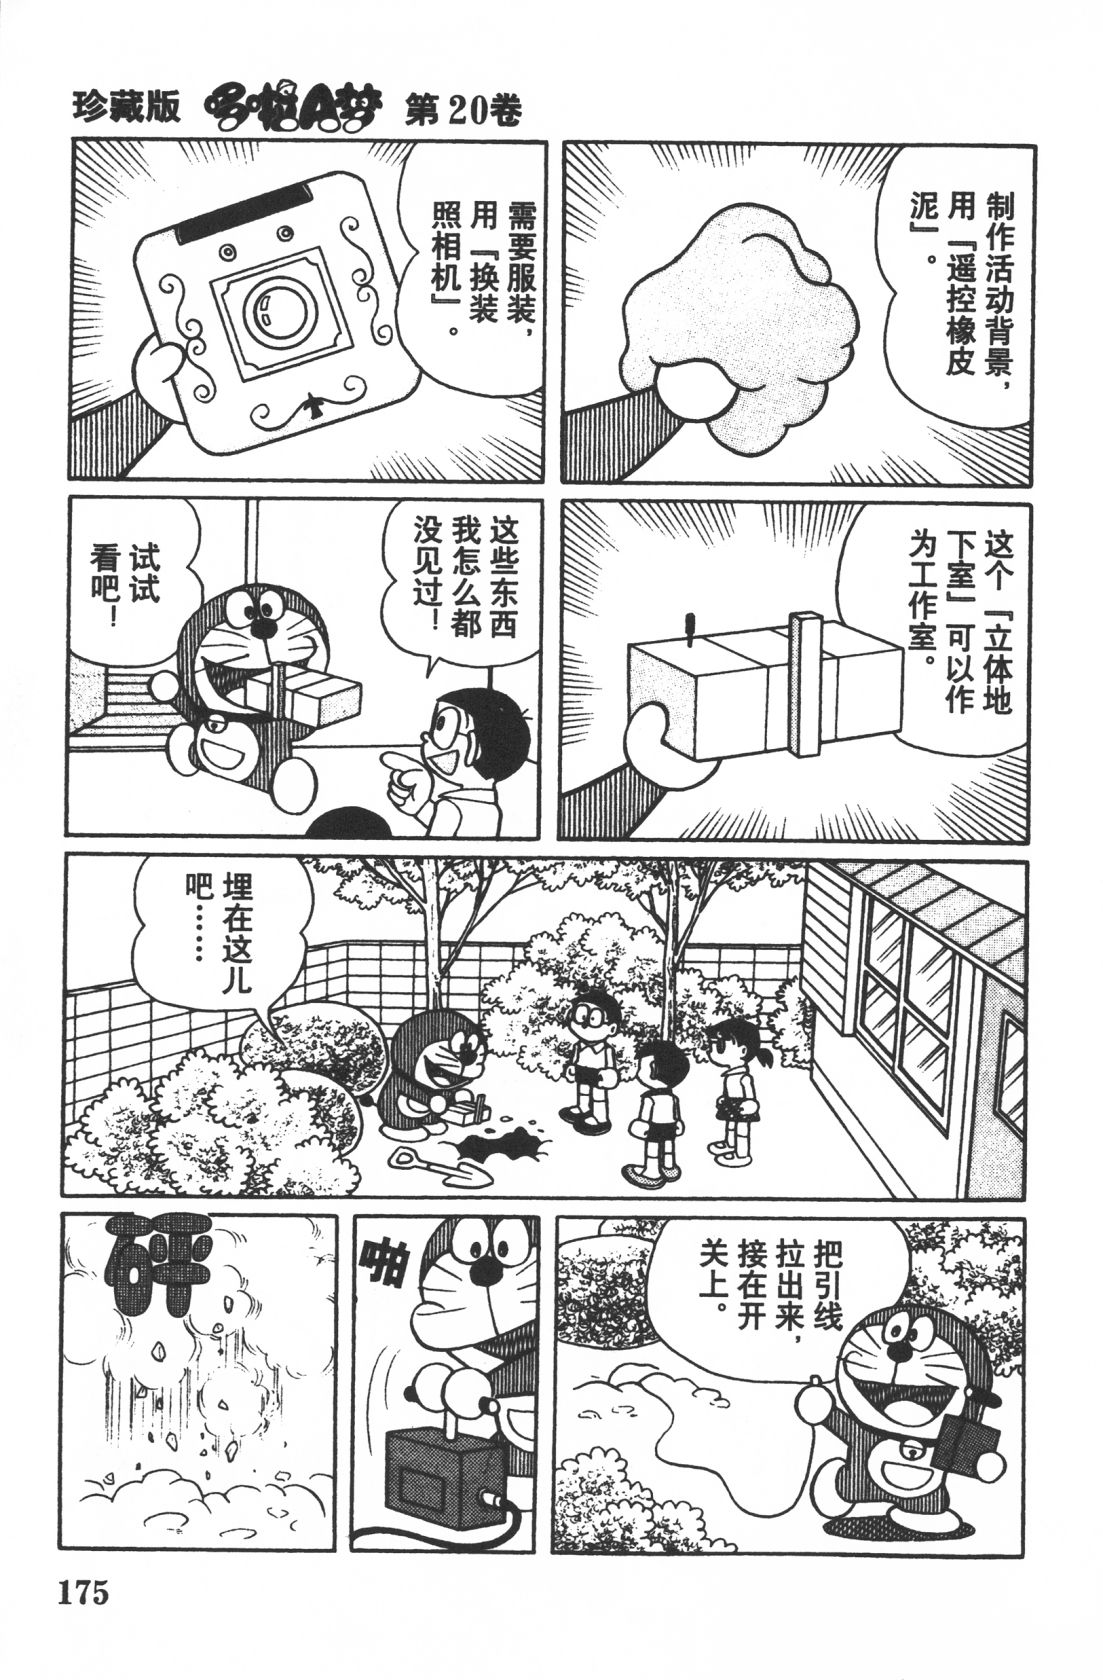 珍藏版 哆啦A梦 第20卷
制作活动背景，
用『遥控橡皮
泥』。
需要服装，
用『换装
照相机』。
这个『立体地
下室』可以作
为工作室。
这些东西
我怎么都
没见过！
试试
看吧！
埋在这儿
吧……
把引线
拉出来，
接在开
关上。
啪
砰
175